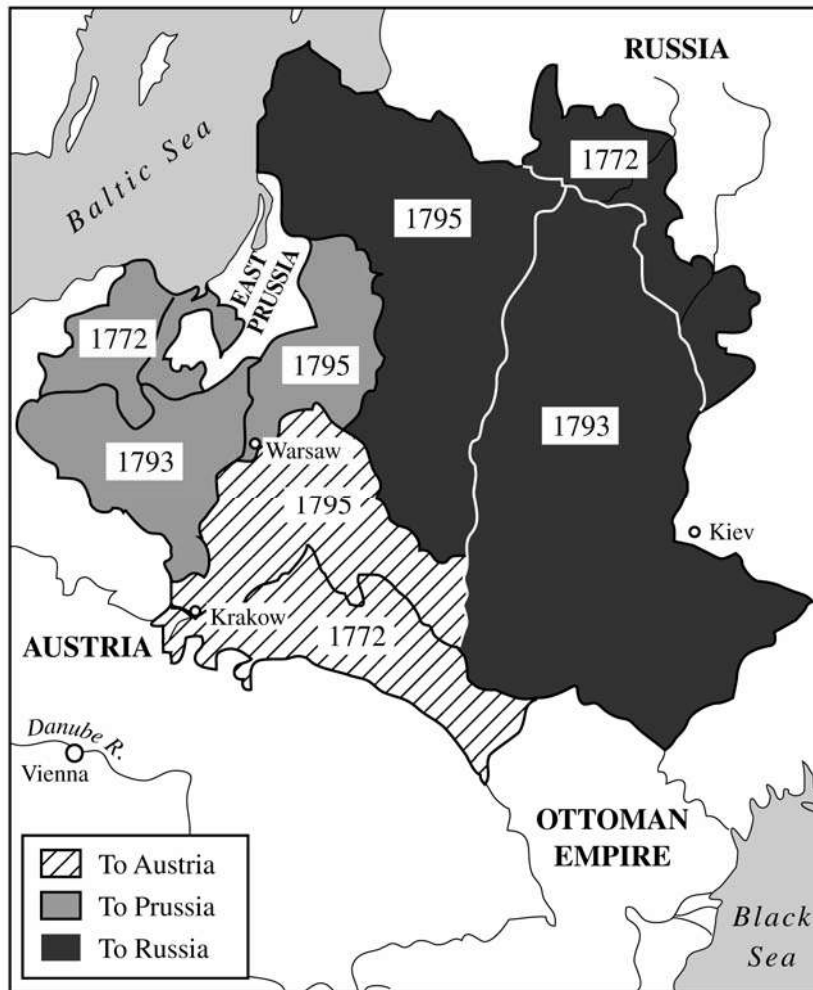 RUSSIA
1772
Baltic Sea
1795
EAST
PRUSSIA
1772
1795
1793
1793
Warsaw
1795
Kiev
Krakow
1772
AUSTRIA
Danube R.
Vienna
OTTOMAN
EMPIRE
To Austria
To Prussia
To Russia
Black
Sea